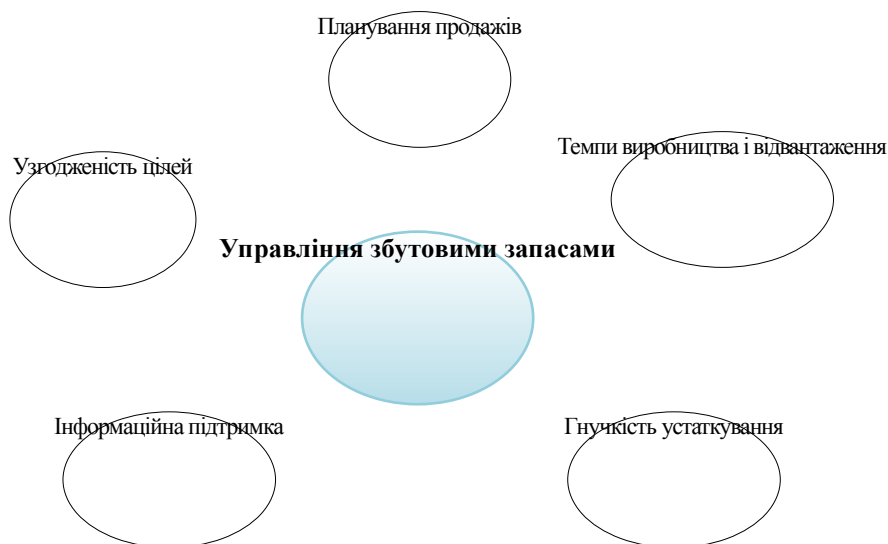 Планування продажів
Темпи виробництва і відвантаження
Узгодженість цілей
Управління збутовими запасами
Інформаційна підтримка
Гнучкість устаткування